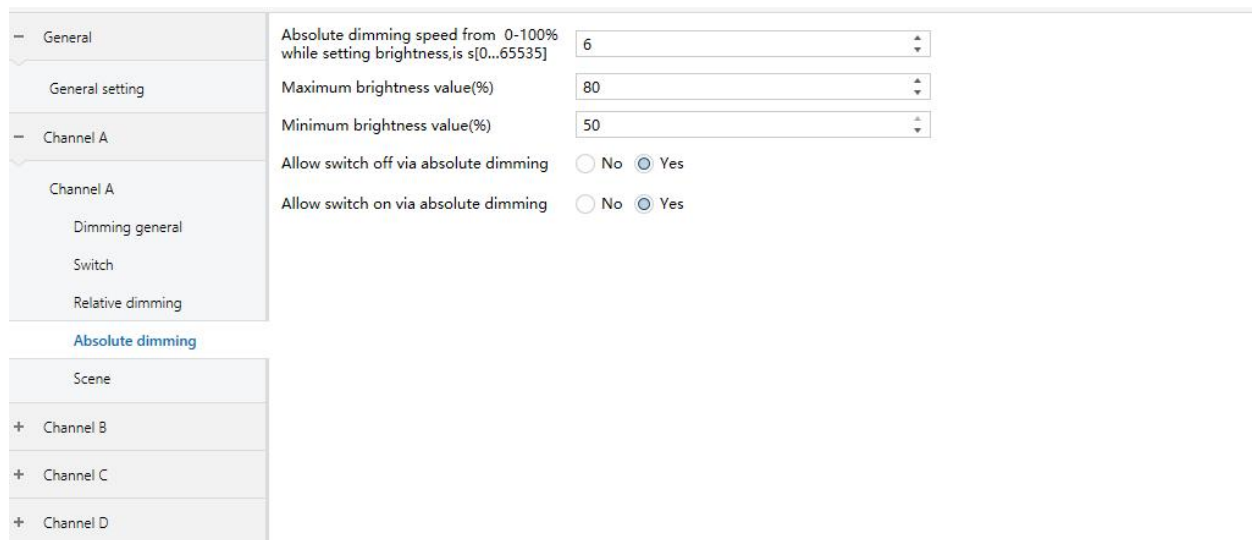 General
General setting
Channel A
Channel A
Dimming general
Switch
Relative dimming
Absolute dimming
Scene
Channel B
Channel C
Channel D
Absolute dimming speed from 0-100%
while setting brightness,is s[0...65535]
6
Maximum brightness value(%)
80
Minimum brightness value(%)
50
Allow switch off via absolute dimming No Yes
Allow switch on via absolute dimming No Yes